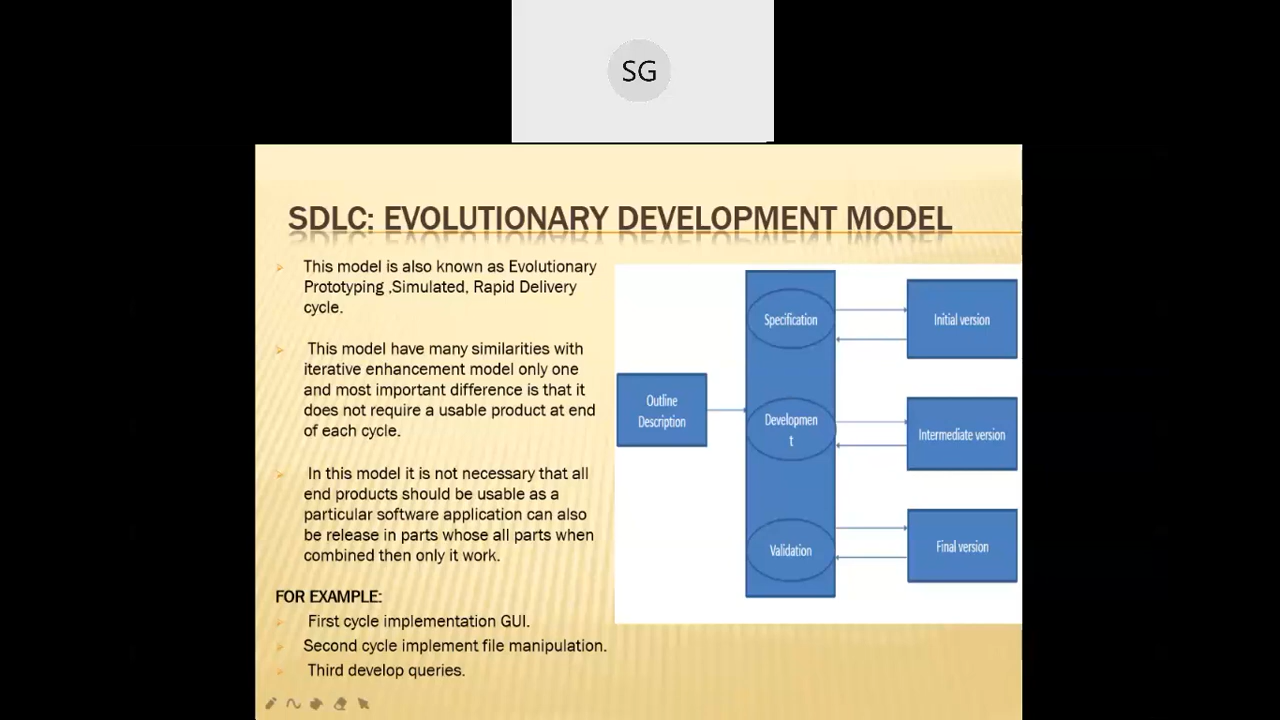 SG
SDLC: EVOLUTIONARY DEVELOPMENT MODEL
This model is also known as Evolutionary
Prototyping ,Simulated, Rapid Delivery
cycle.
This model have many similarities with
iterative enhancement model only one
and most important difference is that it
does not require a usable product at end
of each cycle.
In this model it is not necessary that all
end products should be usable as a
particular software application can also
be release in parts whose all parts when
combined then only it work.
FOR EXAMPLE:
First cycle implementation GUI.
Second cycle implement file manipulation.
Third develop queries.
Outline
Description
Specification
Developmen
t
Validation
Initial version
Intermediate version
Final version